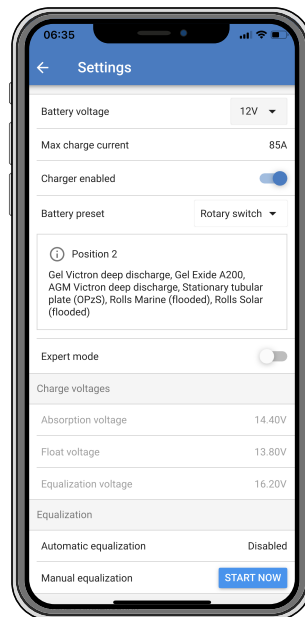 06:35
Settings
Battery voltage 12V
Max charge current 85A
Charger enabled
Battery preset Rotary switch
Position 2
Gel Victron deep discharge, Gel Exide A200,
AGM Victron deep discharge, Stationary tubular
plate (OPzS), Rolls Marine (flooded), Rolls Solar
(flooded)
Expert mode
Charge voltages
Absorption voltage 14.40V
Float voltage 13.80V
Equalization voltage 16.20V
Equalization
Automatic equalization Disabled
Manual equalization START NOW